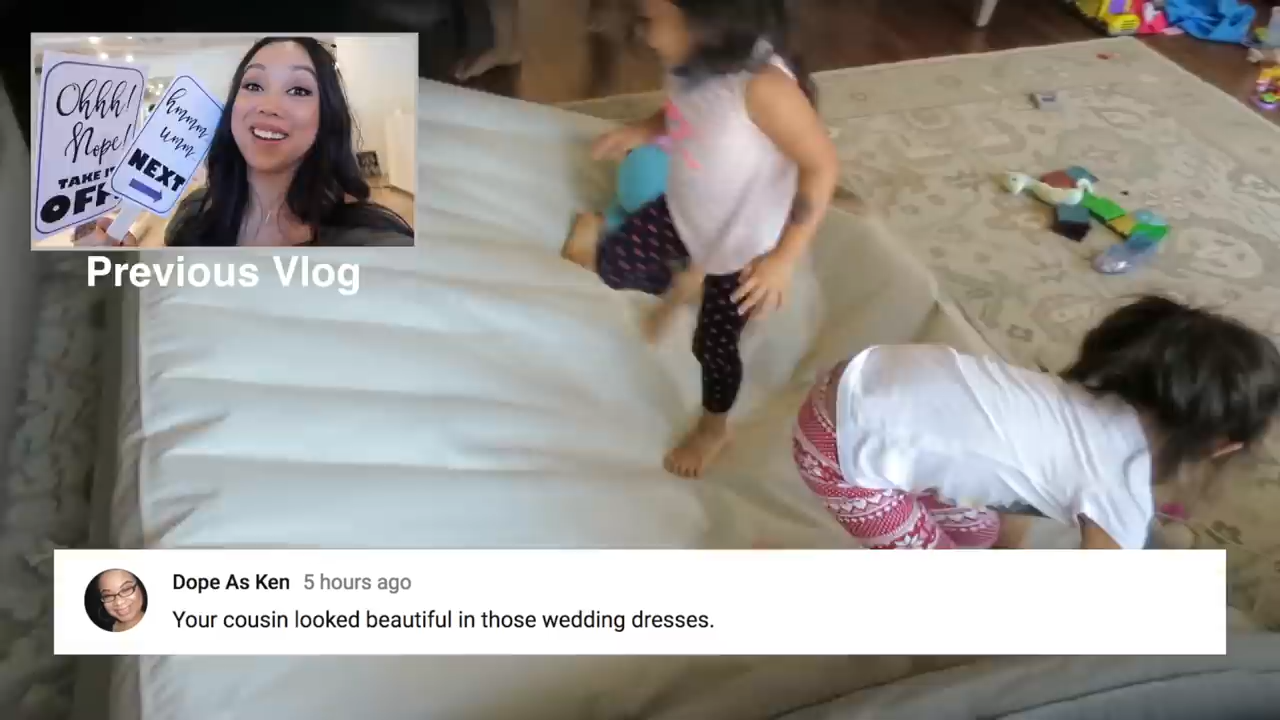 Ohhh!
Nope!
TAKE IT
OFF!
hmmm
umm
NEXT
Previous Vlog
Dope As Ken 5 hours ago
Your cousin looked beautiful in those wedding dresses.